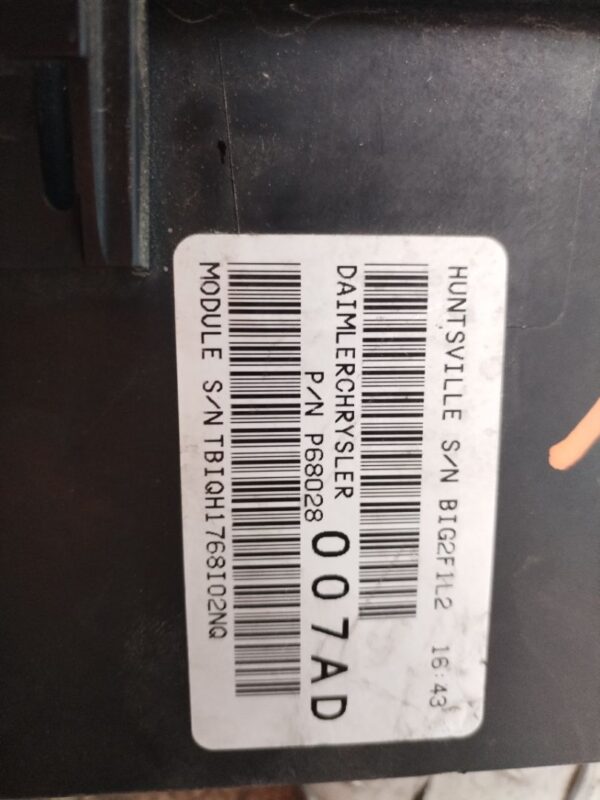 HUNTSVILLE S/N BIG2F1L2 16:43
DAIMLERCHRYSLER
P/N P68028 007AD
MODULE S/N TBIQH1768I02NQ